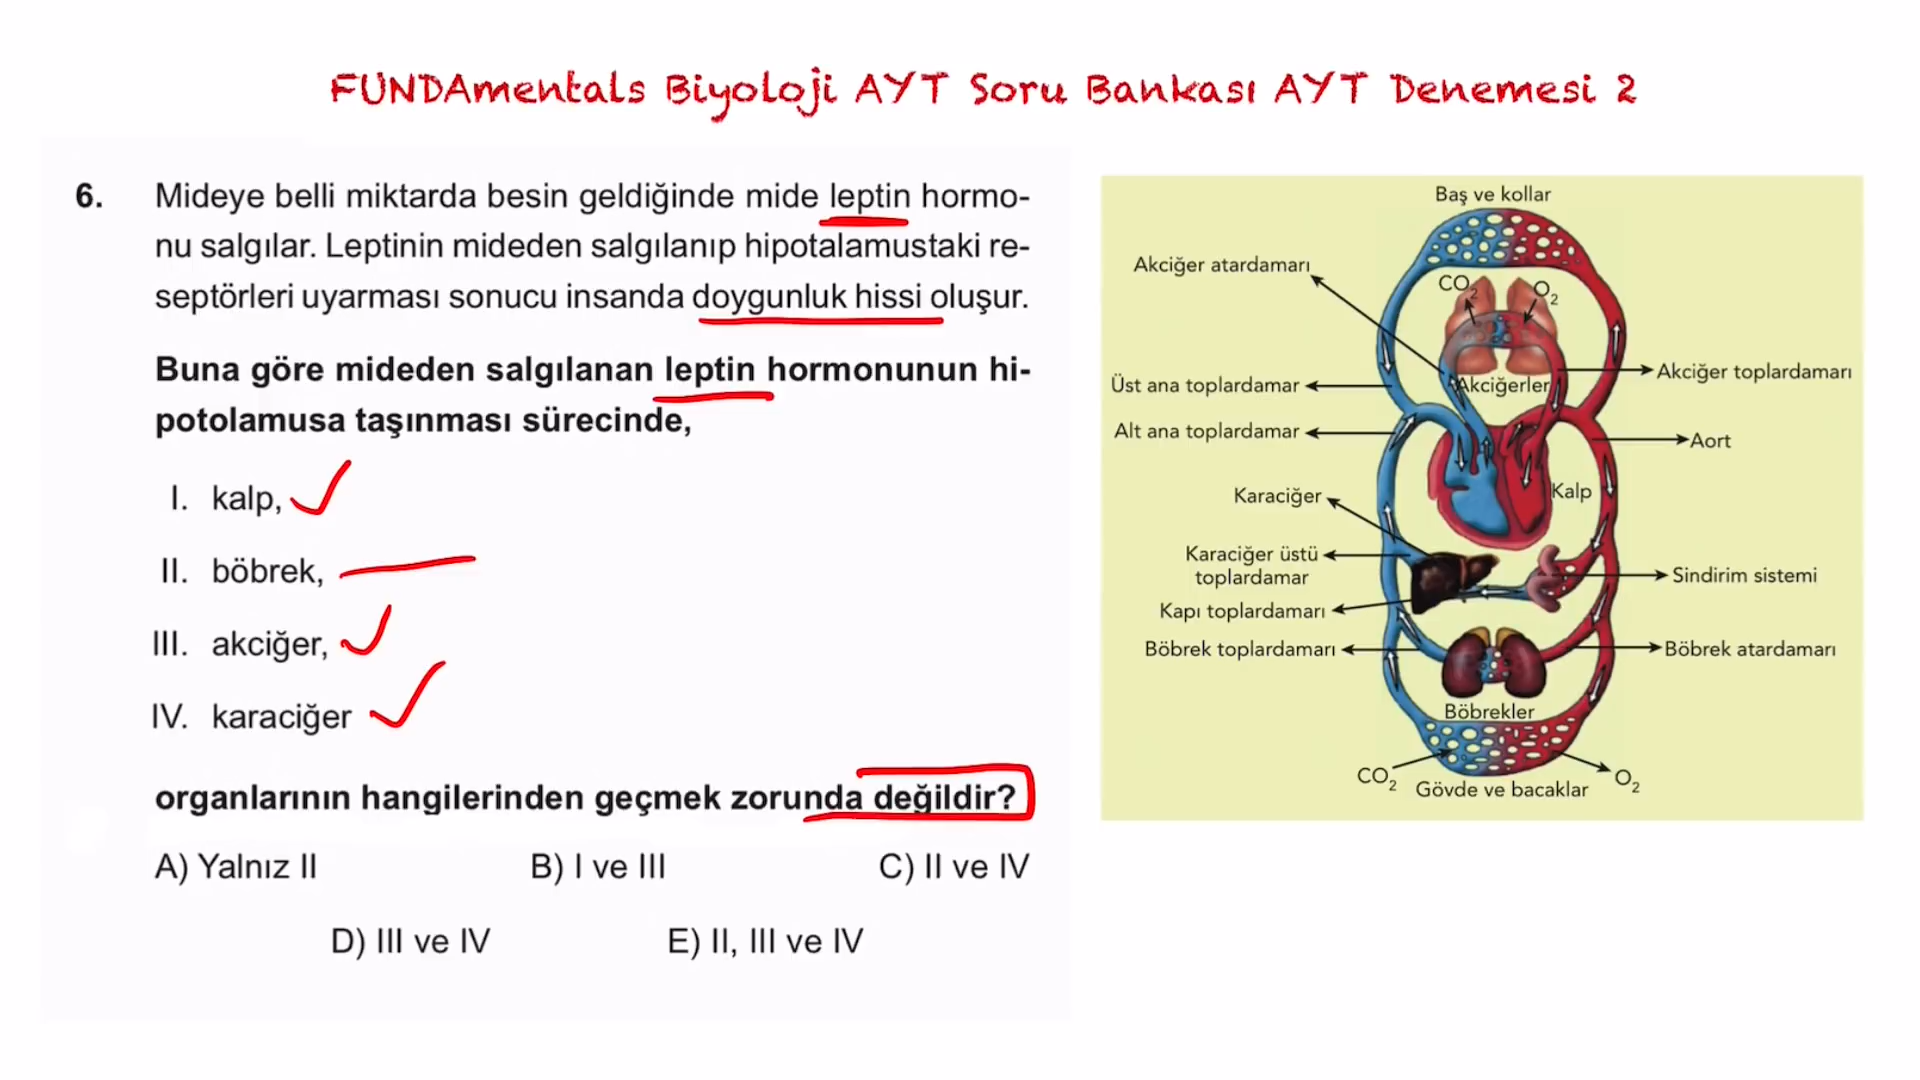 FUNDAmentals Biyoloji AYT Soru Bankası AYT Denemesi 2
6. Mideye belli miktarda besin geldiğinde mide leptin hormo-
nu salgılar. Leptinin mideden salgılanıp hipotalamustaki re-
septörleri uyarması sonucu insanda doygunluk hissi oluşur.
Buna göre mideden salgılanan leptin hormonunun hi-
potolamusa taşınması sürecinde,
I. kalp,
II. böbrek,
III. akciğer,
IV. karaciğer
organlarının hangilerinden geçmek zorunda değildir?
A) Yalnız II B) I ve III C) II ve IV
D) III ve IV E) II, III ve IV
Baş ve kollar
Akciğer atardamarı
CO2 O2
Akciğer toplardamarı
Üst ana toplardamar
Akciğerler
Alt ana toplardamar
Aort
Karaciğer
Kalp
Karaciğer üstü
toplardamar
Sindirim sistemi
Kapı toplardamarı
Böbrek toplardamarı
Böbrek atardamarı
Böbrekler
CO2
O2
Gövde ve bacaklar